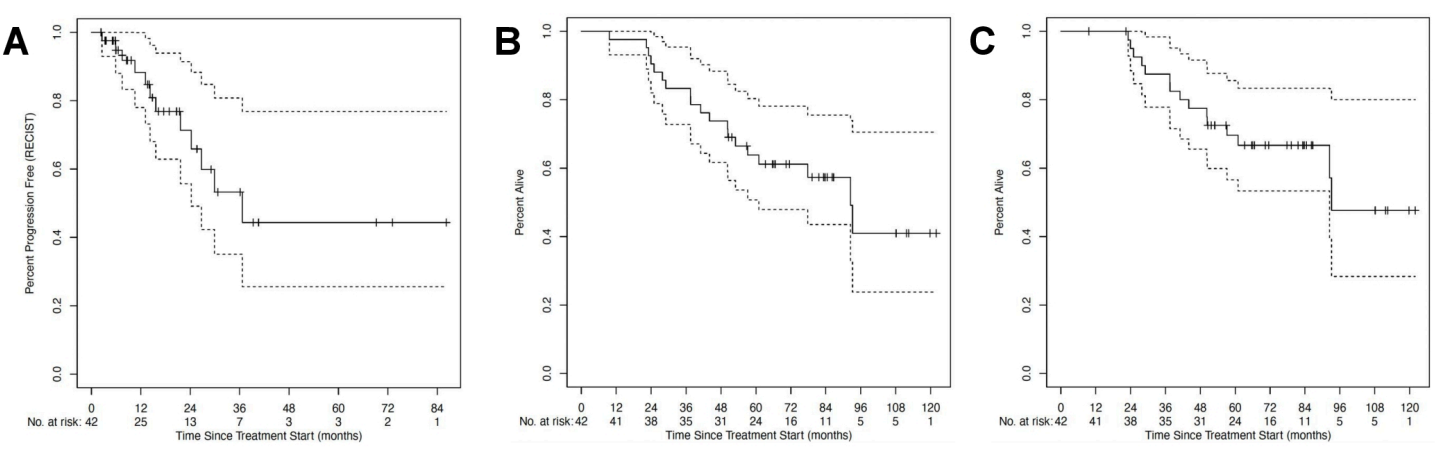 A
Percent Progression Free (RECIST)
1.0
0.8
0.6
0.4
0.2
0.0
0 12 24 36 48 60 72 84
No. at risk: 42 25 13 7 3 3 2 1
Time Since Treatment Start (months)
B
Percent Alive
1.0
0.8
0.6
0.4
0.2
0.0
0 12 24 36 48 60 72 84 96 108 120
No. at risk: 42 41 38 35 31 24 16 11 5 5 1
Time Since Treatment Start (months)
C
Percent Alive
1.0
0.8
0.6
0.4
0.2
0.0
0 12 24 36 48 60 72 84 96 108 120
No. at risk: 42 41 38 35 31 24 16 11 5 5 1
Time Since Treatment Start (months)